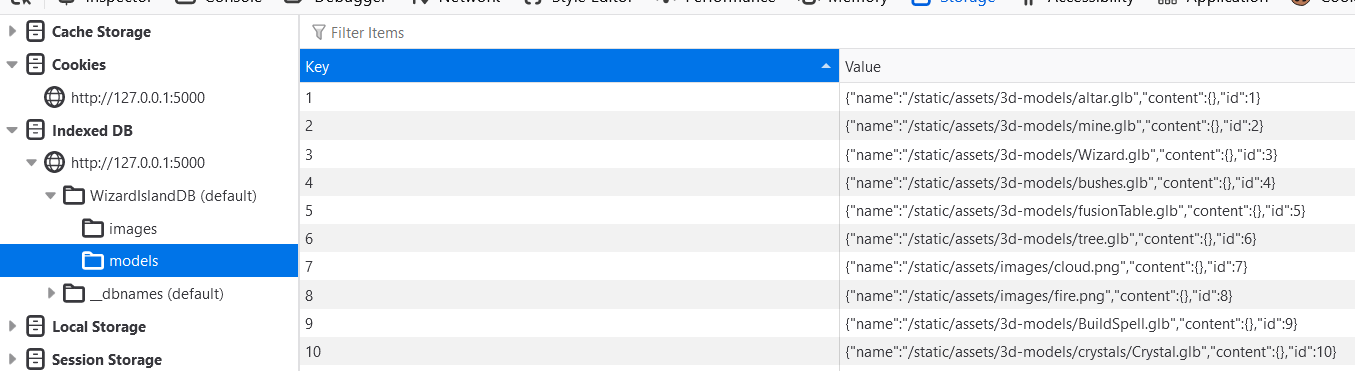 Inspector Console Debugger Network Style Editor Performance Memory Storage Accessibility Application
Cache Storage
Cookies
http://127.0.0.1:5000
Indexed DB
http://127.0.0.1:5000
WizardIslandDB (default)
images
models
__dbnames (default)
Local Storage
Session Storage
Filter Items
Key Value
1 {"name":"/static/assets/3d-models/altar.glb","content":{},"id":1}
2 {"name":"/static/assets/3d-models/mine.glb","content":{},"id":2}
3 {"name":"/static/assets/3d-models/Wizard.glb","content":{},"id":3}
4 {"name":"/static/assets/3d-models/bushes.glb","content":{},"id":4}
5 {"name":"/static/assets/3d-models/fusionTable.glb","content":{},"id":5}
6 {"name":"/static/assets/3d-models/tree.glb","content":{},"id":6}
7 {"name":"/static/assets/images/cloud.png","content":{},"id":7}
8 {"name":"/static/assets/images/fire.png","content":{},"id":8}
9 {"name":"/static/assets/3d-models/BuildSpell.glb","content":{},"id":9}
10 {"name":"/static/assets/3d-models/crystals/Crystal.glb","content":{},"id":10}